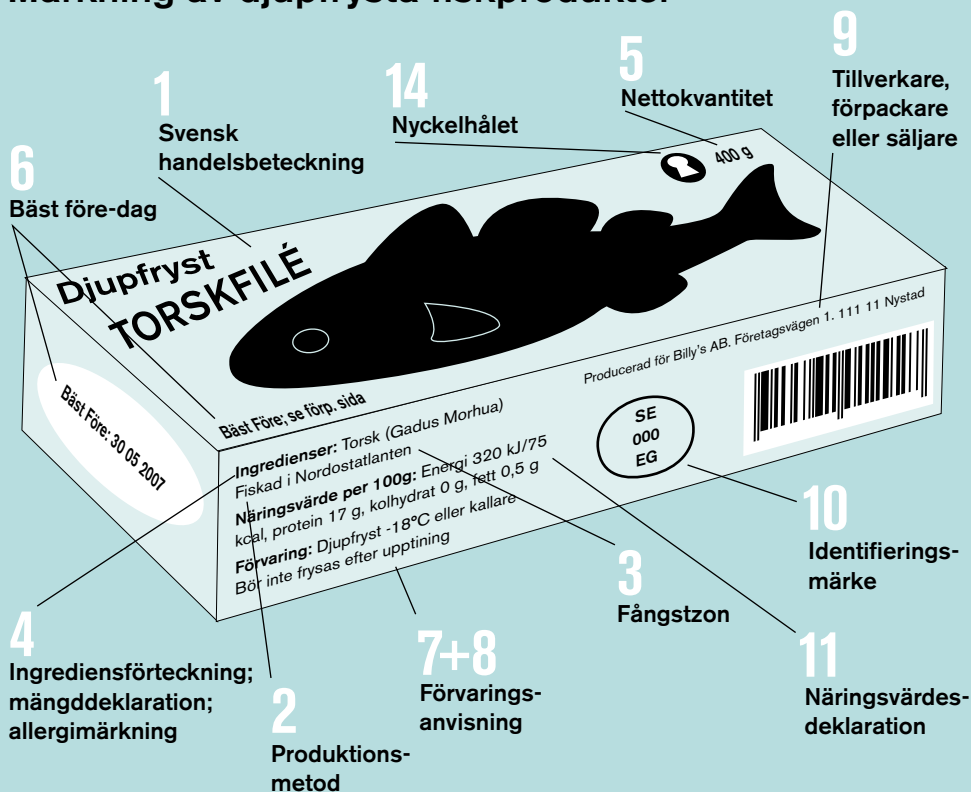 Märkning av djupfrysta fiskprodukter
9
Tillverkare,
förpackare
eller säljare
5
Nettokvantitet
14
Nyckelhålet
1
Svensk
handelsbeteckning
6
Bäst före-dag
400 g
Djupfryst
TORSKFILÉ
Bäst Före; se förp. sida
Bäst Före: 30 05 2007
Producerad för Billy's AB. Företagsvägen 1. 111 11 Nystad
Ingredienser: Torsk (Gadus Morhua)
Fiskad i Nordostatlanten
Näringsvärde per 100g: Energi 320 kJ/75
kcal, protein 17 g, kolhydrat 0 g, fett 0,5 g
Förvaring: Djupfryst -18°C eller kallare
Bör inte frysas efter upptining
SE
000
EG
10
Identifierings-
märke
3
Fångstzon
11
Näringsvärdes-
deklaration
7+8
Förvarings-
anvisning
4
Ingrediensförteckning;
mängddeklaration;
allergimärkning
2
Produktions-
metod